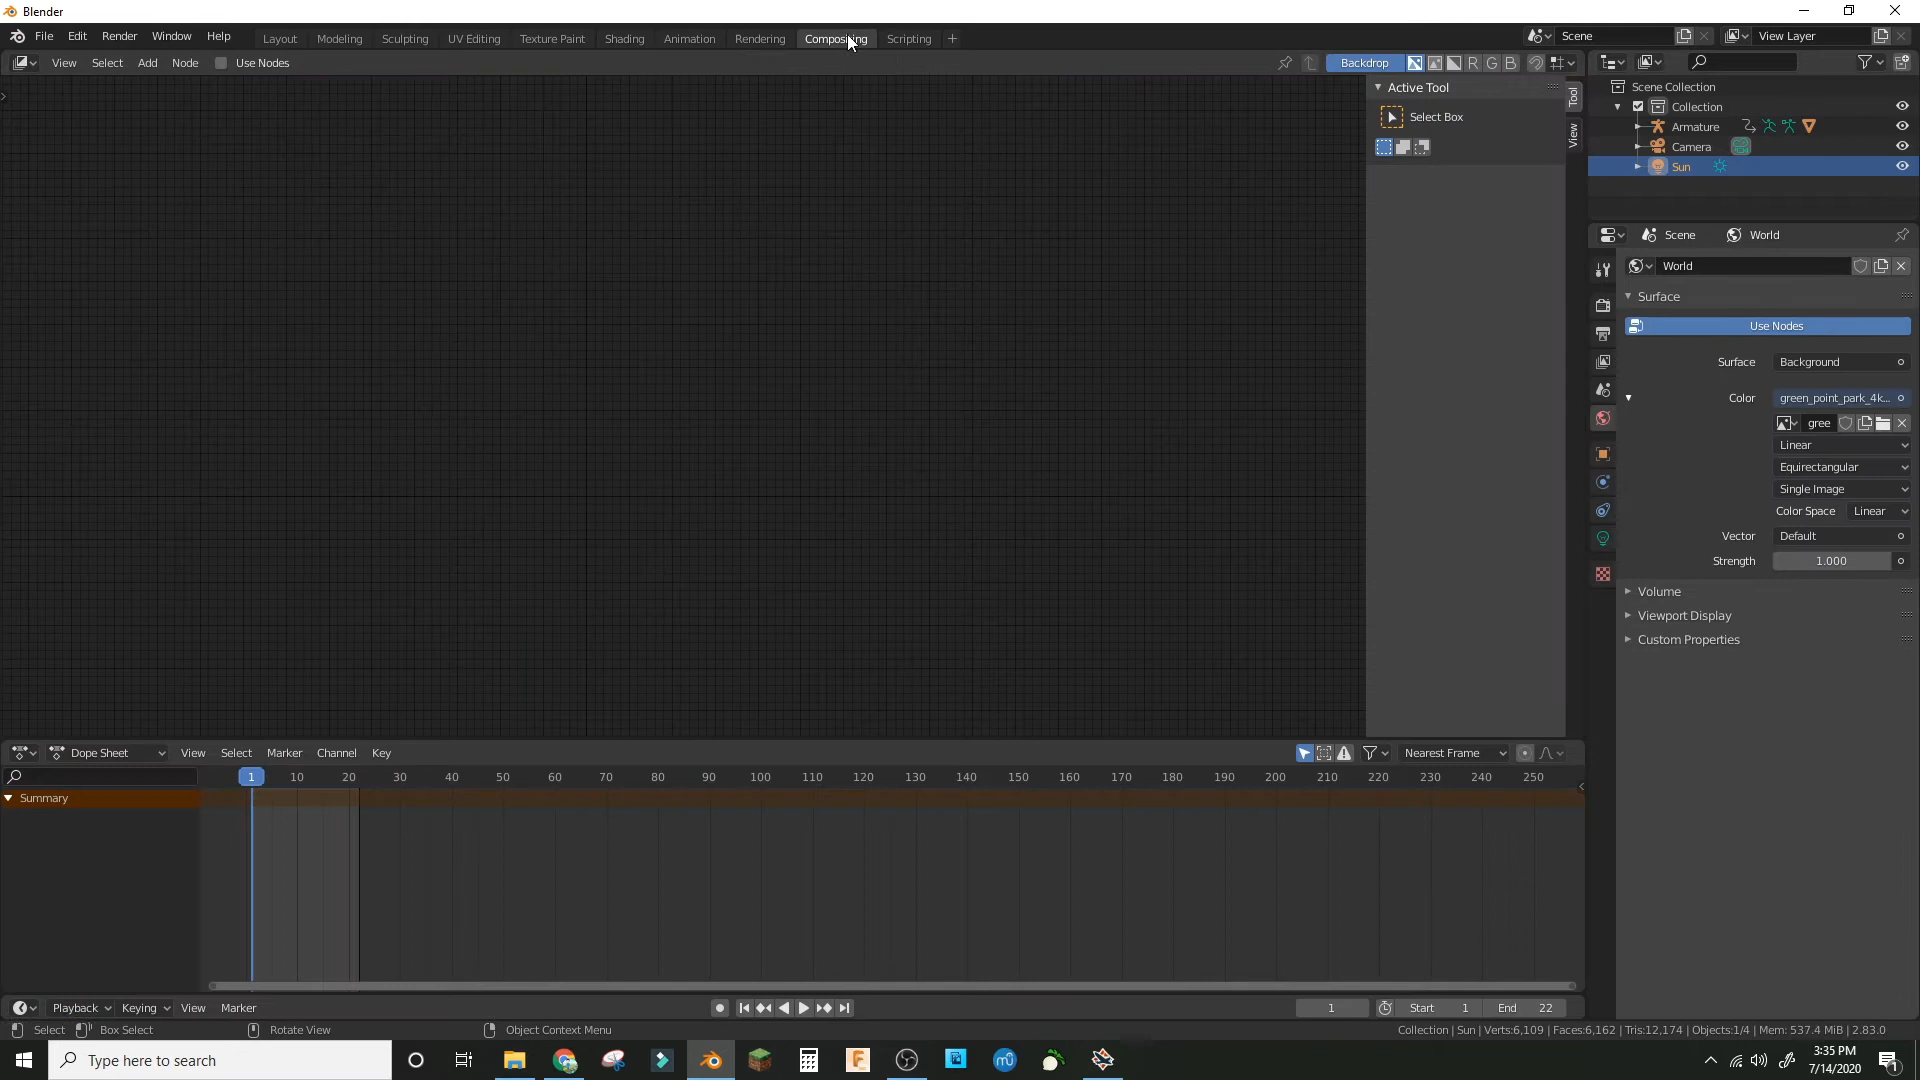 Blender
File Edit Render Window Help Layout Modeling Sculpting UV Editing Texture Paint Shading Animation Rendering Compositing Scripting + Scene View Layer
View Select Add Node Use Nodes Backdrop R G B
Active Tool
Select Box
Tool
View
Scene Collection
Collection
Armature
Camera
Sun
Scene World
World
Surface
Use Nodes
Surface Background
Color green_point_park_4k...
gree
Linear
Equirectangular
Single Image
Color Space Linear
Vector Default
Strength 1.000
Volume
Viewport Display
Custom Properties
Dope Sheet View Select Marker Channel Key Nearest Frame
1 10 20 30 40 50 60 70 80 90 100 110 120 130 140 150 160 170 180 190 200 210 220 230 240 250
Summary
Playback Keying View Marker 1 Start 1 End 22
Select Box Select Rotate View Object Context Menu Collection | Sun | Verts:6,109 | Faces:6,162 | Tris:12,174 | Objects:1/4 | Mem: 537.4 MiB | 2.83.0
Type here to search
3:35 PM
7/14/2020
1